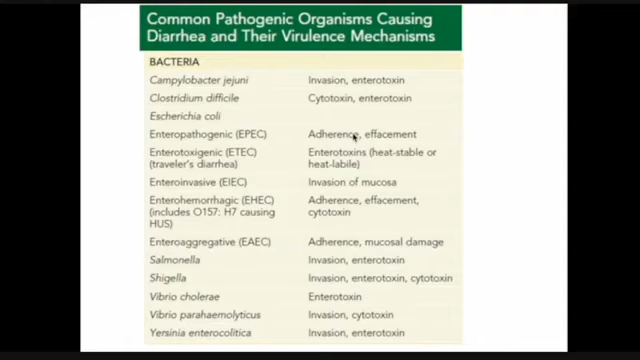 Common Pathogenic Organisms Causing
Diarrhea and Their Virulence Mechanisms
BACTERIA
Campylobacter jejuni Invasion, enterotoxin
Clostridium difficile Cytotoxin, enterotoxin
Escherichia coli
Enteropathogenic (EPEC) Adherence, effacement
Enterotoxigenic (ETEC) Enterotoxins (heat-stable or
(traveler's diarrhea) heat-labile)
Enteroinvasive (EIEC) Invasion of mucosa
Enterohemorrhagic (EHEC) Adherence, effacement,
(includes O157: H7 causing cytotoxin
HUS)
Enteroaggregative (EAEC) Adherence, mucosal damage
Salmonella Invasion, enterotoxin
Shigella Invasion, enterotoxin, cytotoxin
Vibrio cholerae Enterotoxin
Vibrio parahaemolyticus Invasion, cytotoxin
Yersinia enterocolitica Invasion, enterotoxin